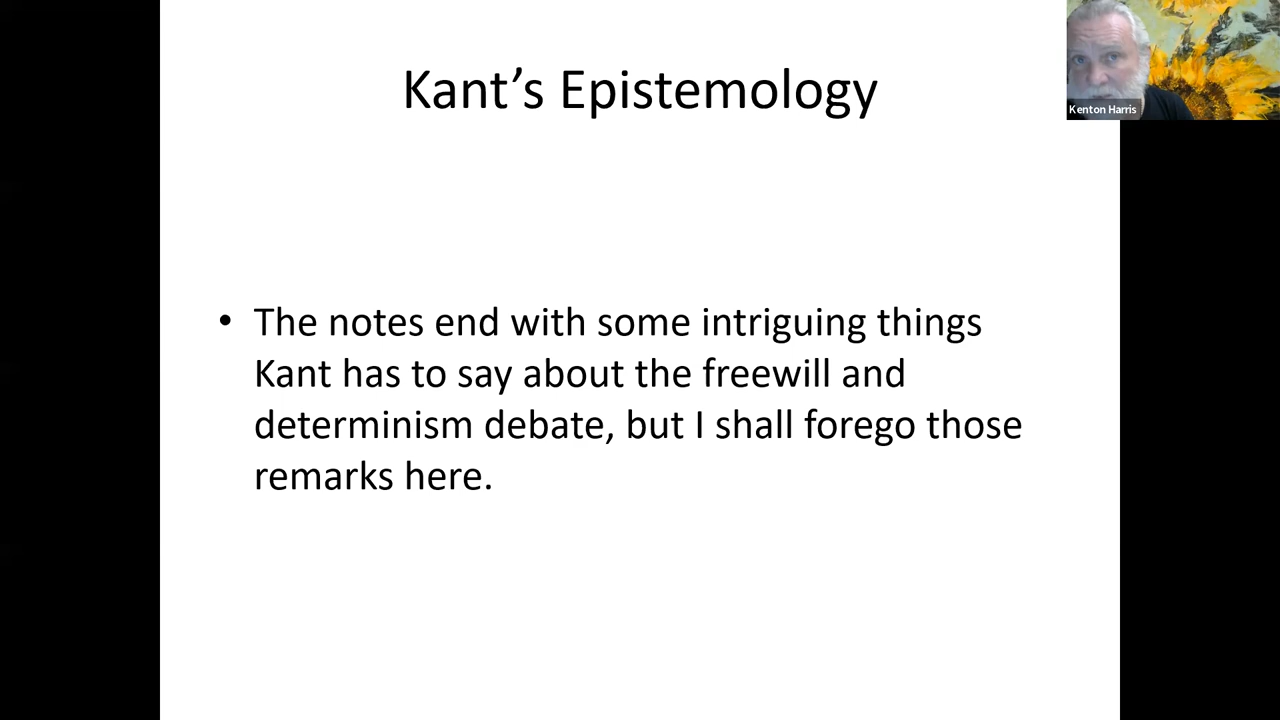 Kant’s Epistemology
Kenton Harris
• The notes end with some intriguing things
Kant has to say about the freewill and
determinism debate, but I shall forego those
remarks here.